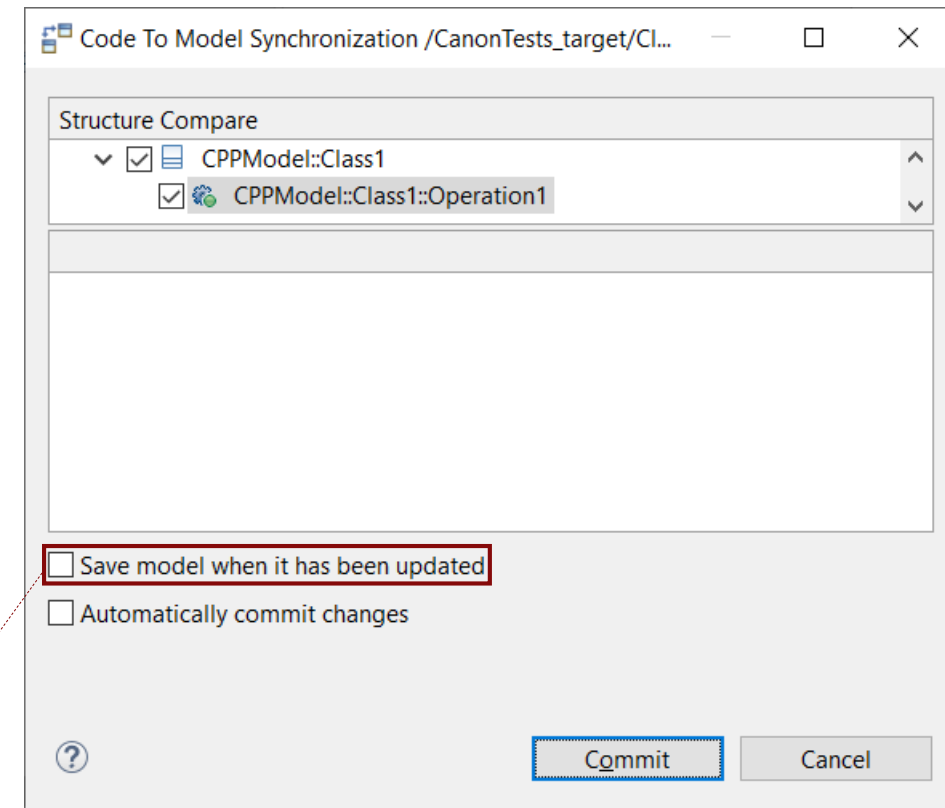 Code To Model Synchronization /CanonTests_target/Cl...
Structure Compare
CPPModel::Class1
CPPModel::Class1::Operation1
Save model when it has been updated
Automatically commit changes
?
Commit Cancel